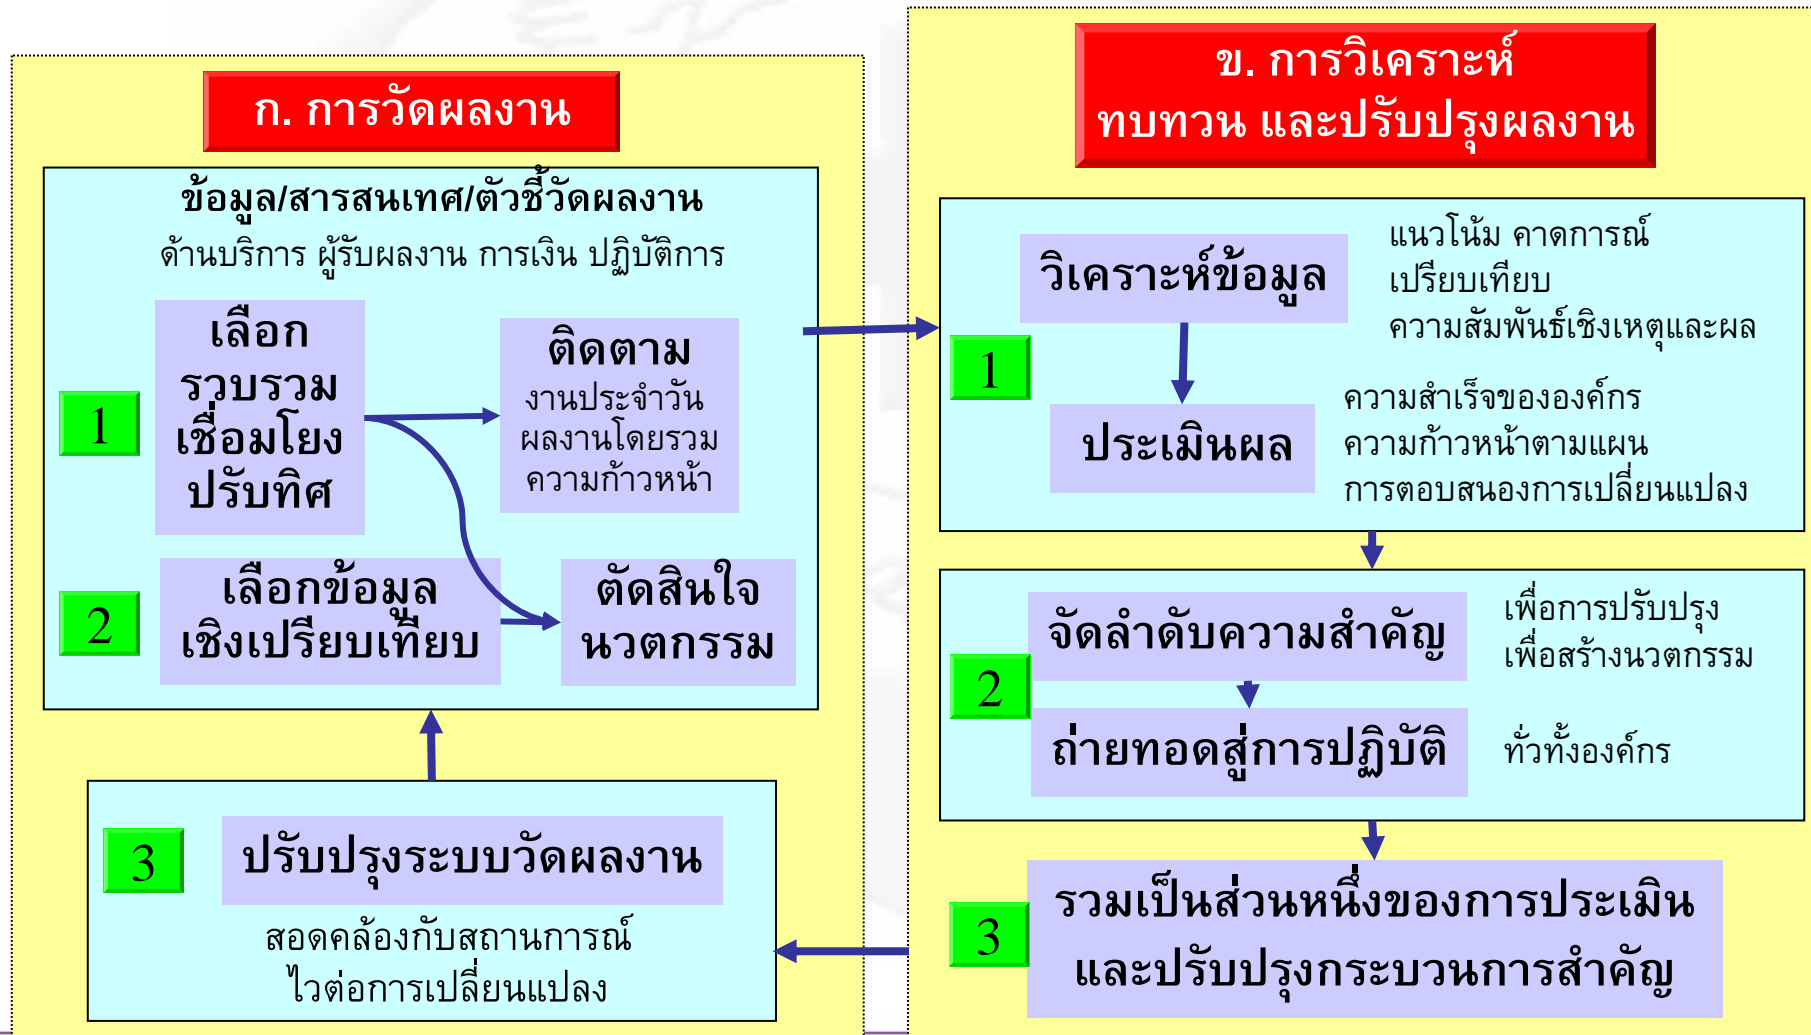 ก. การวัดผลงาน
ข้อมูล/สารสนเทศ/ตัวชี้วัดผลงาน
ด้านบริการ ผู้รับผลงาน การเงิน ปฏิบัติการ
1
เลือก
รวบรวม
เชื่อมโยง
ปรับทิศ
ติดตาม
งานประจำวัน
ผลงานโดยรวม
ความก้าวหน้า
2
เลือกข้อมูล
เชิงเปรียบเทียบ
ตัดสินใจ
นวตกรรม
3
ปรับปรุงระบบวัดผลงาน
สอดคล้องกับสถานการณ์
ไวต่อการเปลี่ยนแปลง
ข. การวิเคราะห์
ทบทวน และปรับปรุงผลงาน
1
วิเคราะห์ข้อมูล
แนวโน้ม คาดการณ์
เปรียบเทียบ
ความสัมพันธ์เชิงเหตุและผล
ประเมินผล
ความสำเร็จขององค์กร
ความก้าวหน้าตามแผน
การตอบสนองการเปลี่ยนแปลง
2
จัดลำดับความสำคัญ
เพื่อการปรับปรุง
เพื่อสร้างนวตกรรม
ถ่ายทอดสู่การปฏิบัติ
ทั่วทั้งองค์กร
3
รวมเป็นส่วนหนึ่งของการประเมิน
และปรับปรุงกระบวนการสำคัญ